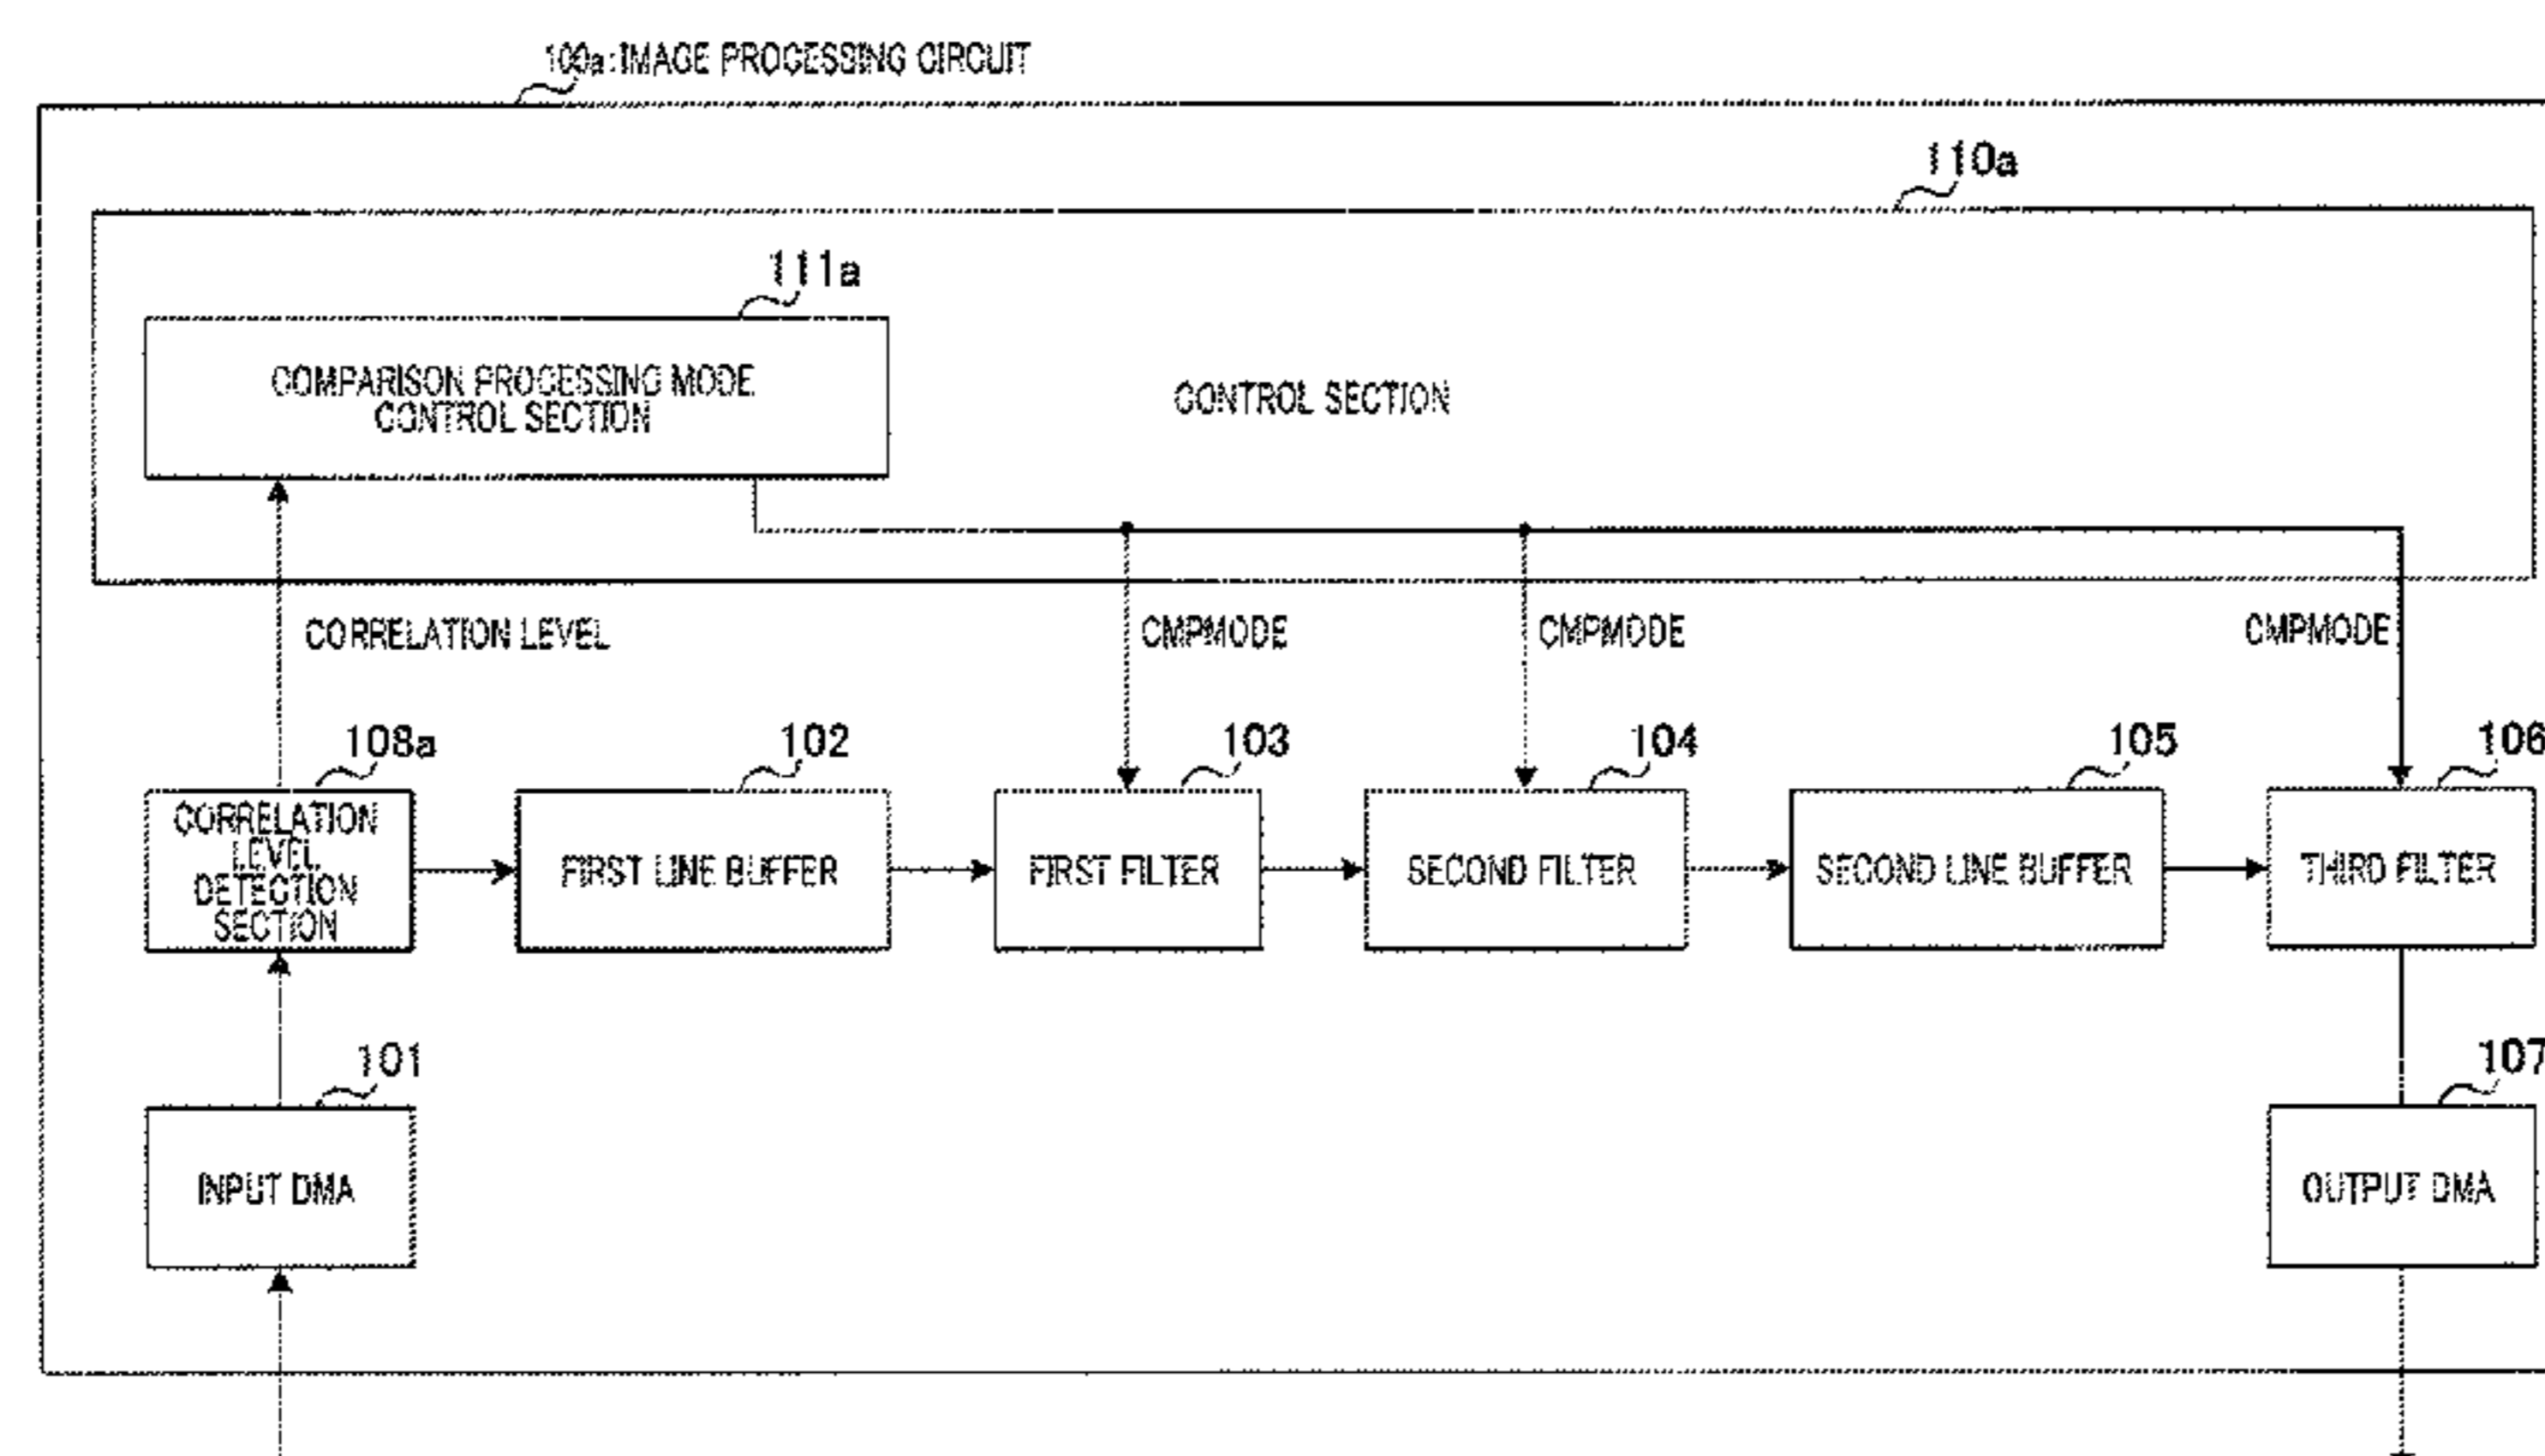 100a: IMAGE PROCESSING CIRCUIT
110a
111a
COMPARISON PROCESSING MODE
CONTROL SECTION
CONTROL SECTION
CORRELATION LEVEL
CMPMODE
CMPMODE
CMPMODE
108a
102
103
104
105
106
CORRELATION
LEVEL
DETECTION
SECTION
FIRST LINE BUFFER
FIRST FILTER
SECOND FILTER
SECOND LINE BUFFER
THIRD FILTER
101
107
INPUT DMA
OUTPUT DMA